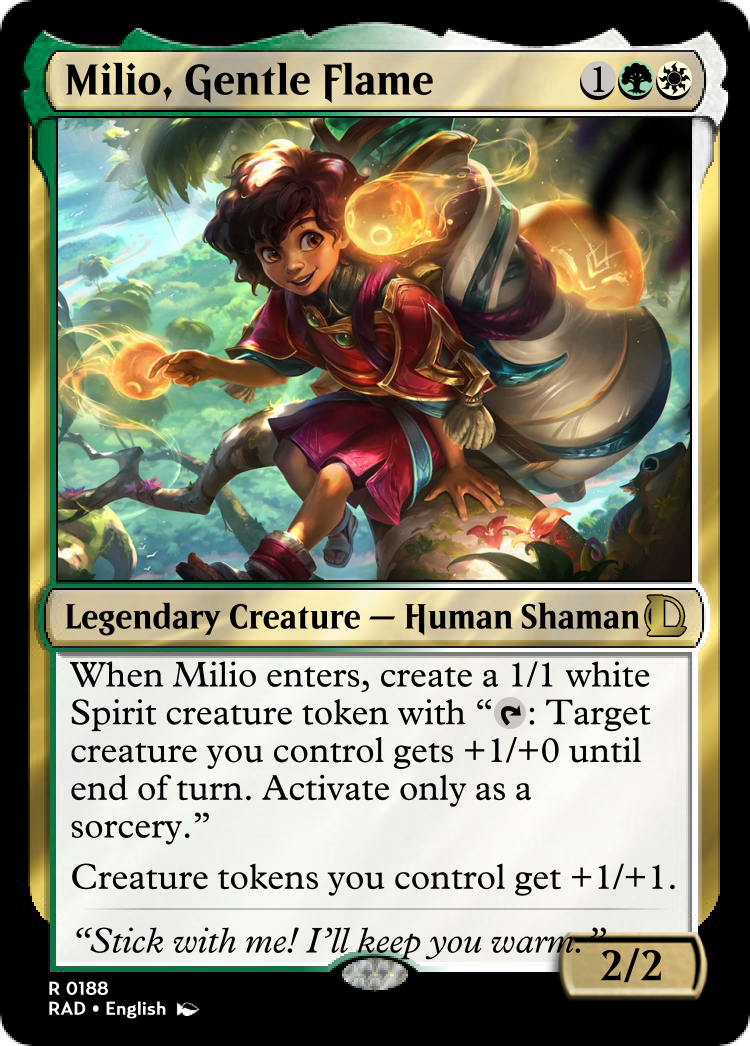 Milio, Gentle Flame 1
Legendary Creature — Human Shaman
When Milio enters, create a 1/1 white
Spirit creature token with “: Target
creature you control gets +1/+0 until
end of turn. Activate only as a
sorcery.”
Creature tokens you control get +1/+1.
“Stick with me! I’ll keep you warm.”
2/2
R 0188
RAD • English